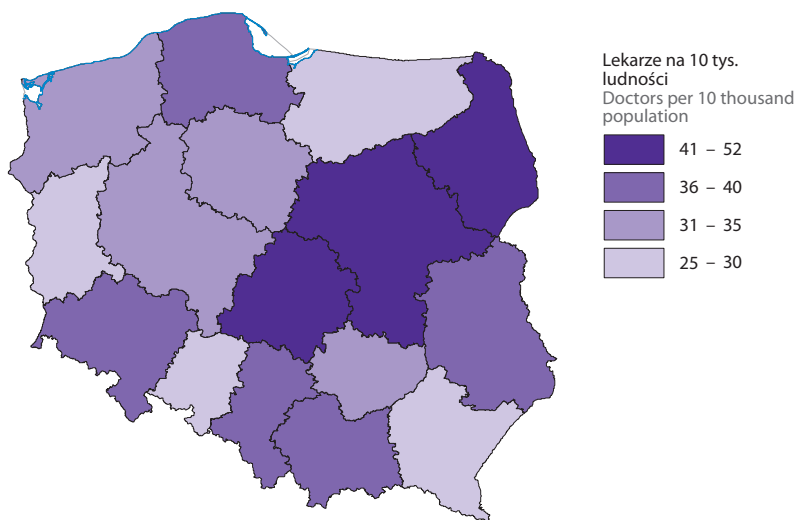 Lekarze na 10 tys.
ludności
Doctors per 10 thousand
population
41 – 52
36 – 40
31 – 35
25 – 30